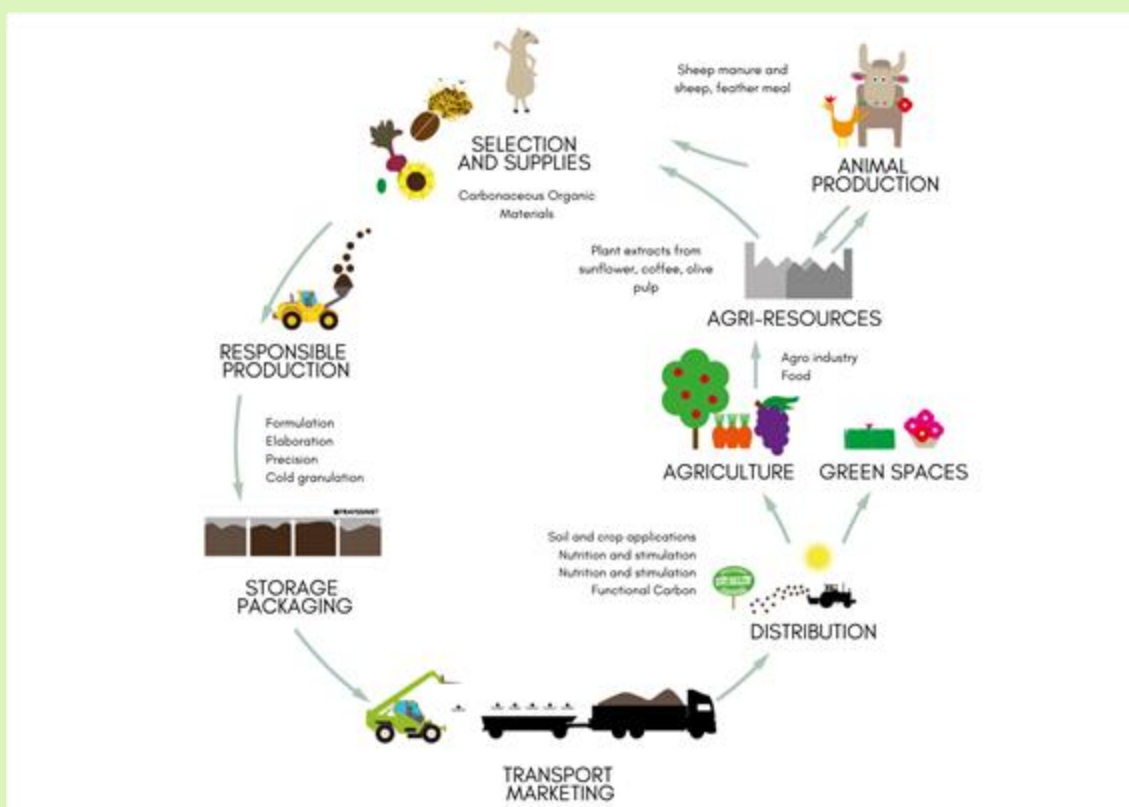 SELECTION
AND SUPPLIES
Carbonaceous Organic
Materials
Sheep manure and
sheep, feather meal
ANIMAL
PRODUCTION
Plant extracts from
sunflower, coffee, olive
pulp
AGRI-RESOURCES
Agro industry
Food
AGRICULTURE
GREEN SPACES
Soil and crop applications
Nutrition and stimulation
Nutrition and stimulation
Functional Carbon
DISTRIBUTION
RESPONSIBLE
PRODUCTION
Formulation
Elaboration
Precision
Cold granulation
FRAYSSINET
STORAGE
PACKAGING
TRANSPORT
MARKETING